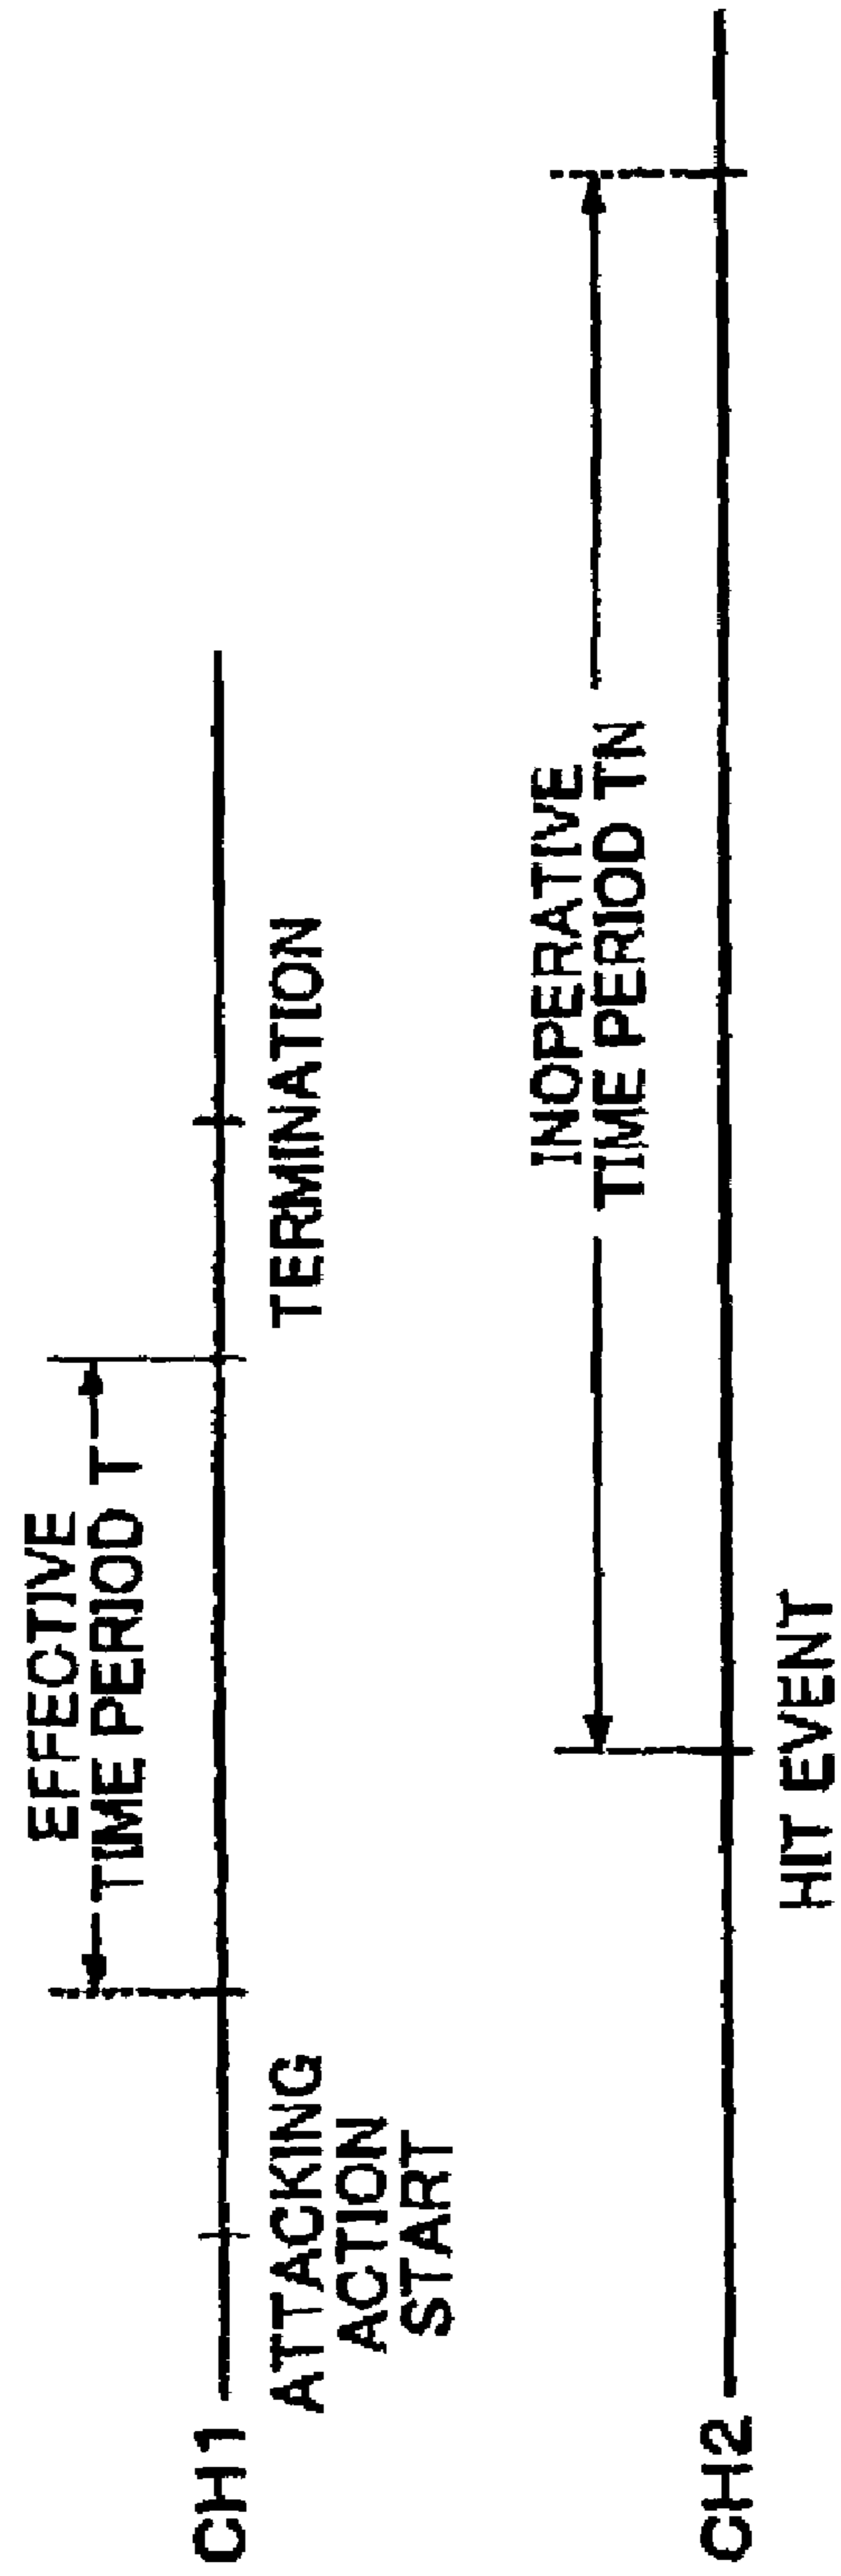 EFFECTIVE
TIME PERIOD T
CH1
ATTACKING
ACTION
START
TERMINATION
INOPERATIVE
TIME PERIOD TN
CH2
HIT EVENT